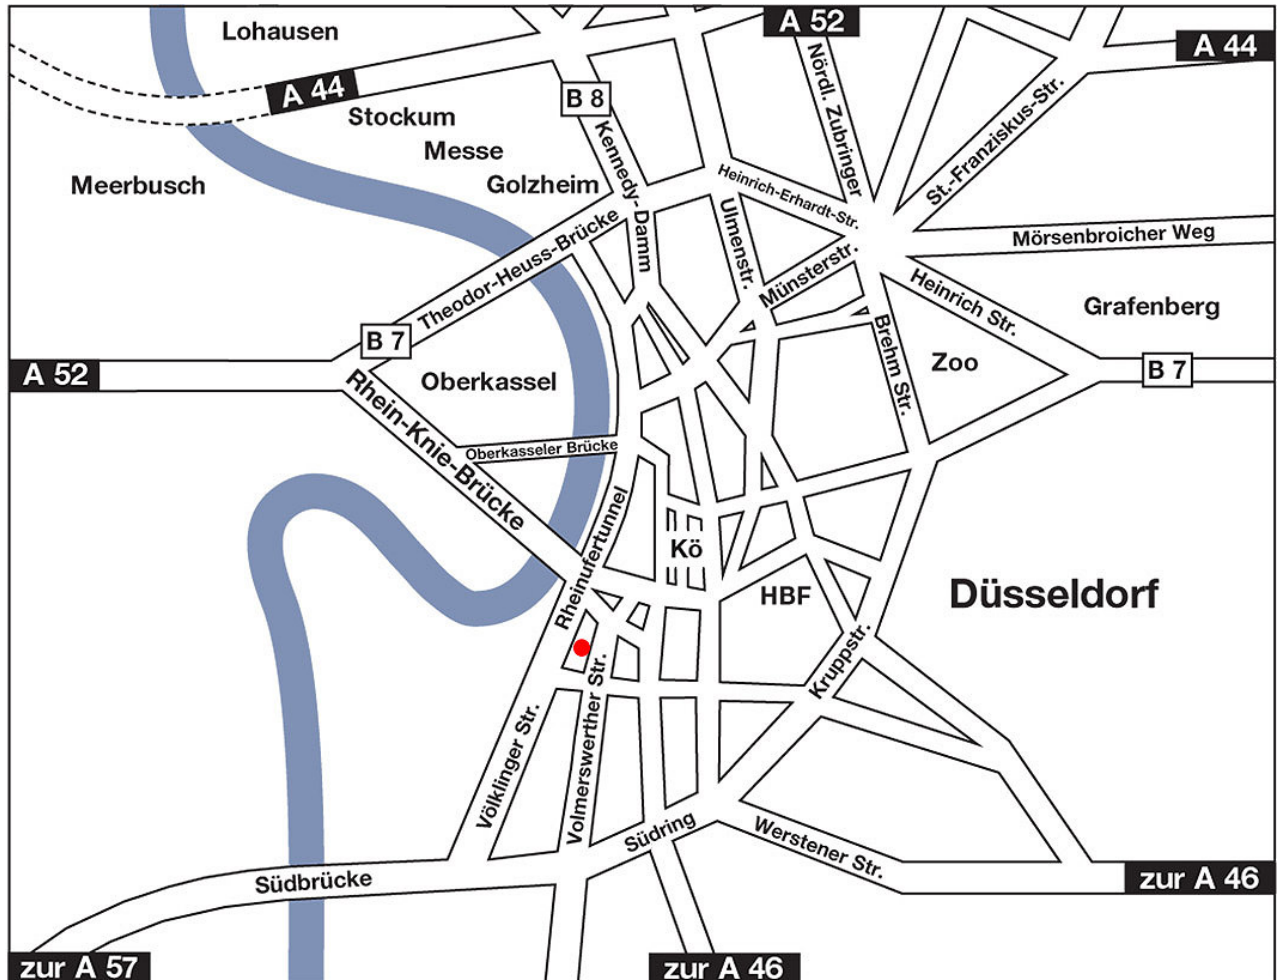 A 52
Lohausen
A 44
A 44
B 8
Stockum
Messe
Golzheim
Meerbusch
Kennedy-Damm
Nördl. Zubringer
St.-Franziskus-Str.
Heinrich-Erhardt-Str.
Ulmenstr.
Münsterstr.
Mörsenbroicher Weg
Heinrich Str.
Grafenberg
Theodor-Heuss-Brücke
B 7
A 52
Oberkassel
Brehm Str.
Zoo
B 7
Rhein-Knie-Brücke
Oberkasseler Brücke
Rheinufertunnel
Kö
HBF
Düsseldorf
Kruppstr.
Völklinger Str.
Volmerswerther Str.
Südring
Werstener Str.
Südbrücke
zur A 46
zur A 57
zur A 46